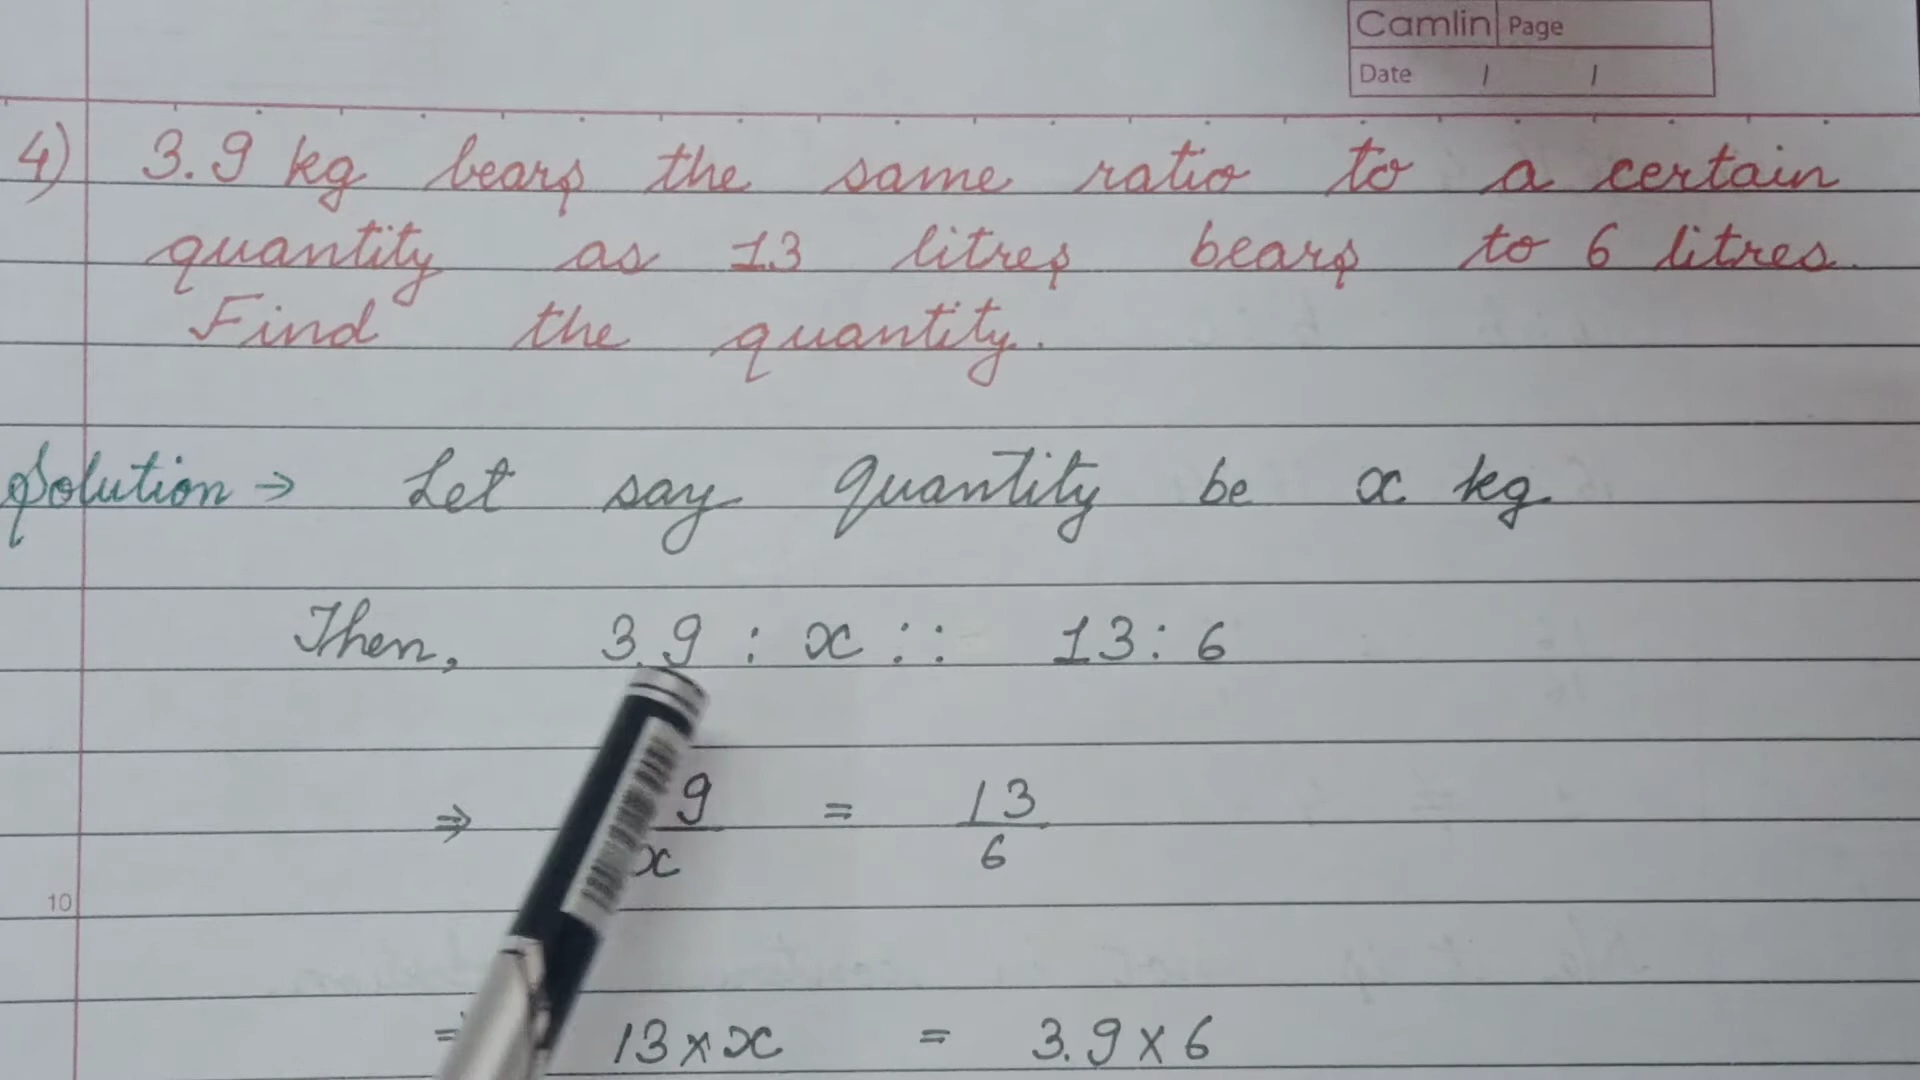 Camlin Page
Date / /
4) 3.9 kg bears the same ratio to a certain
quantity as 13 litres bears to 6 litres.
Find the quantity.
Solution → Let say quantity be x kg
Then, 3.9 : x :: 13 : 6
⇒ 9 = 13
x 6
10
13 × x = 3.9 × 6